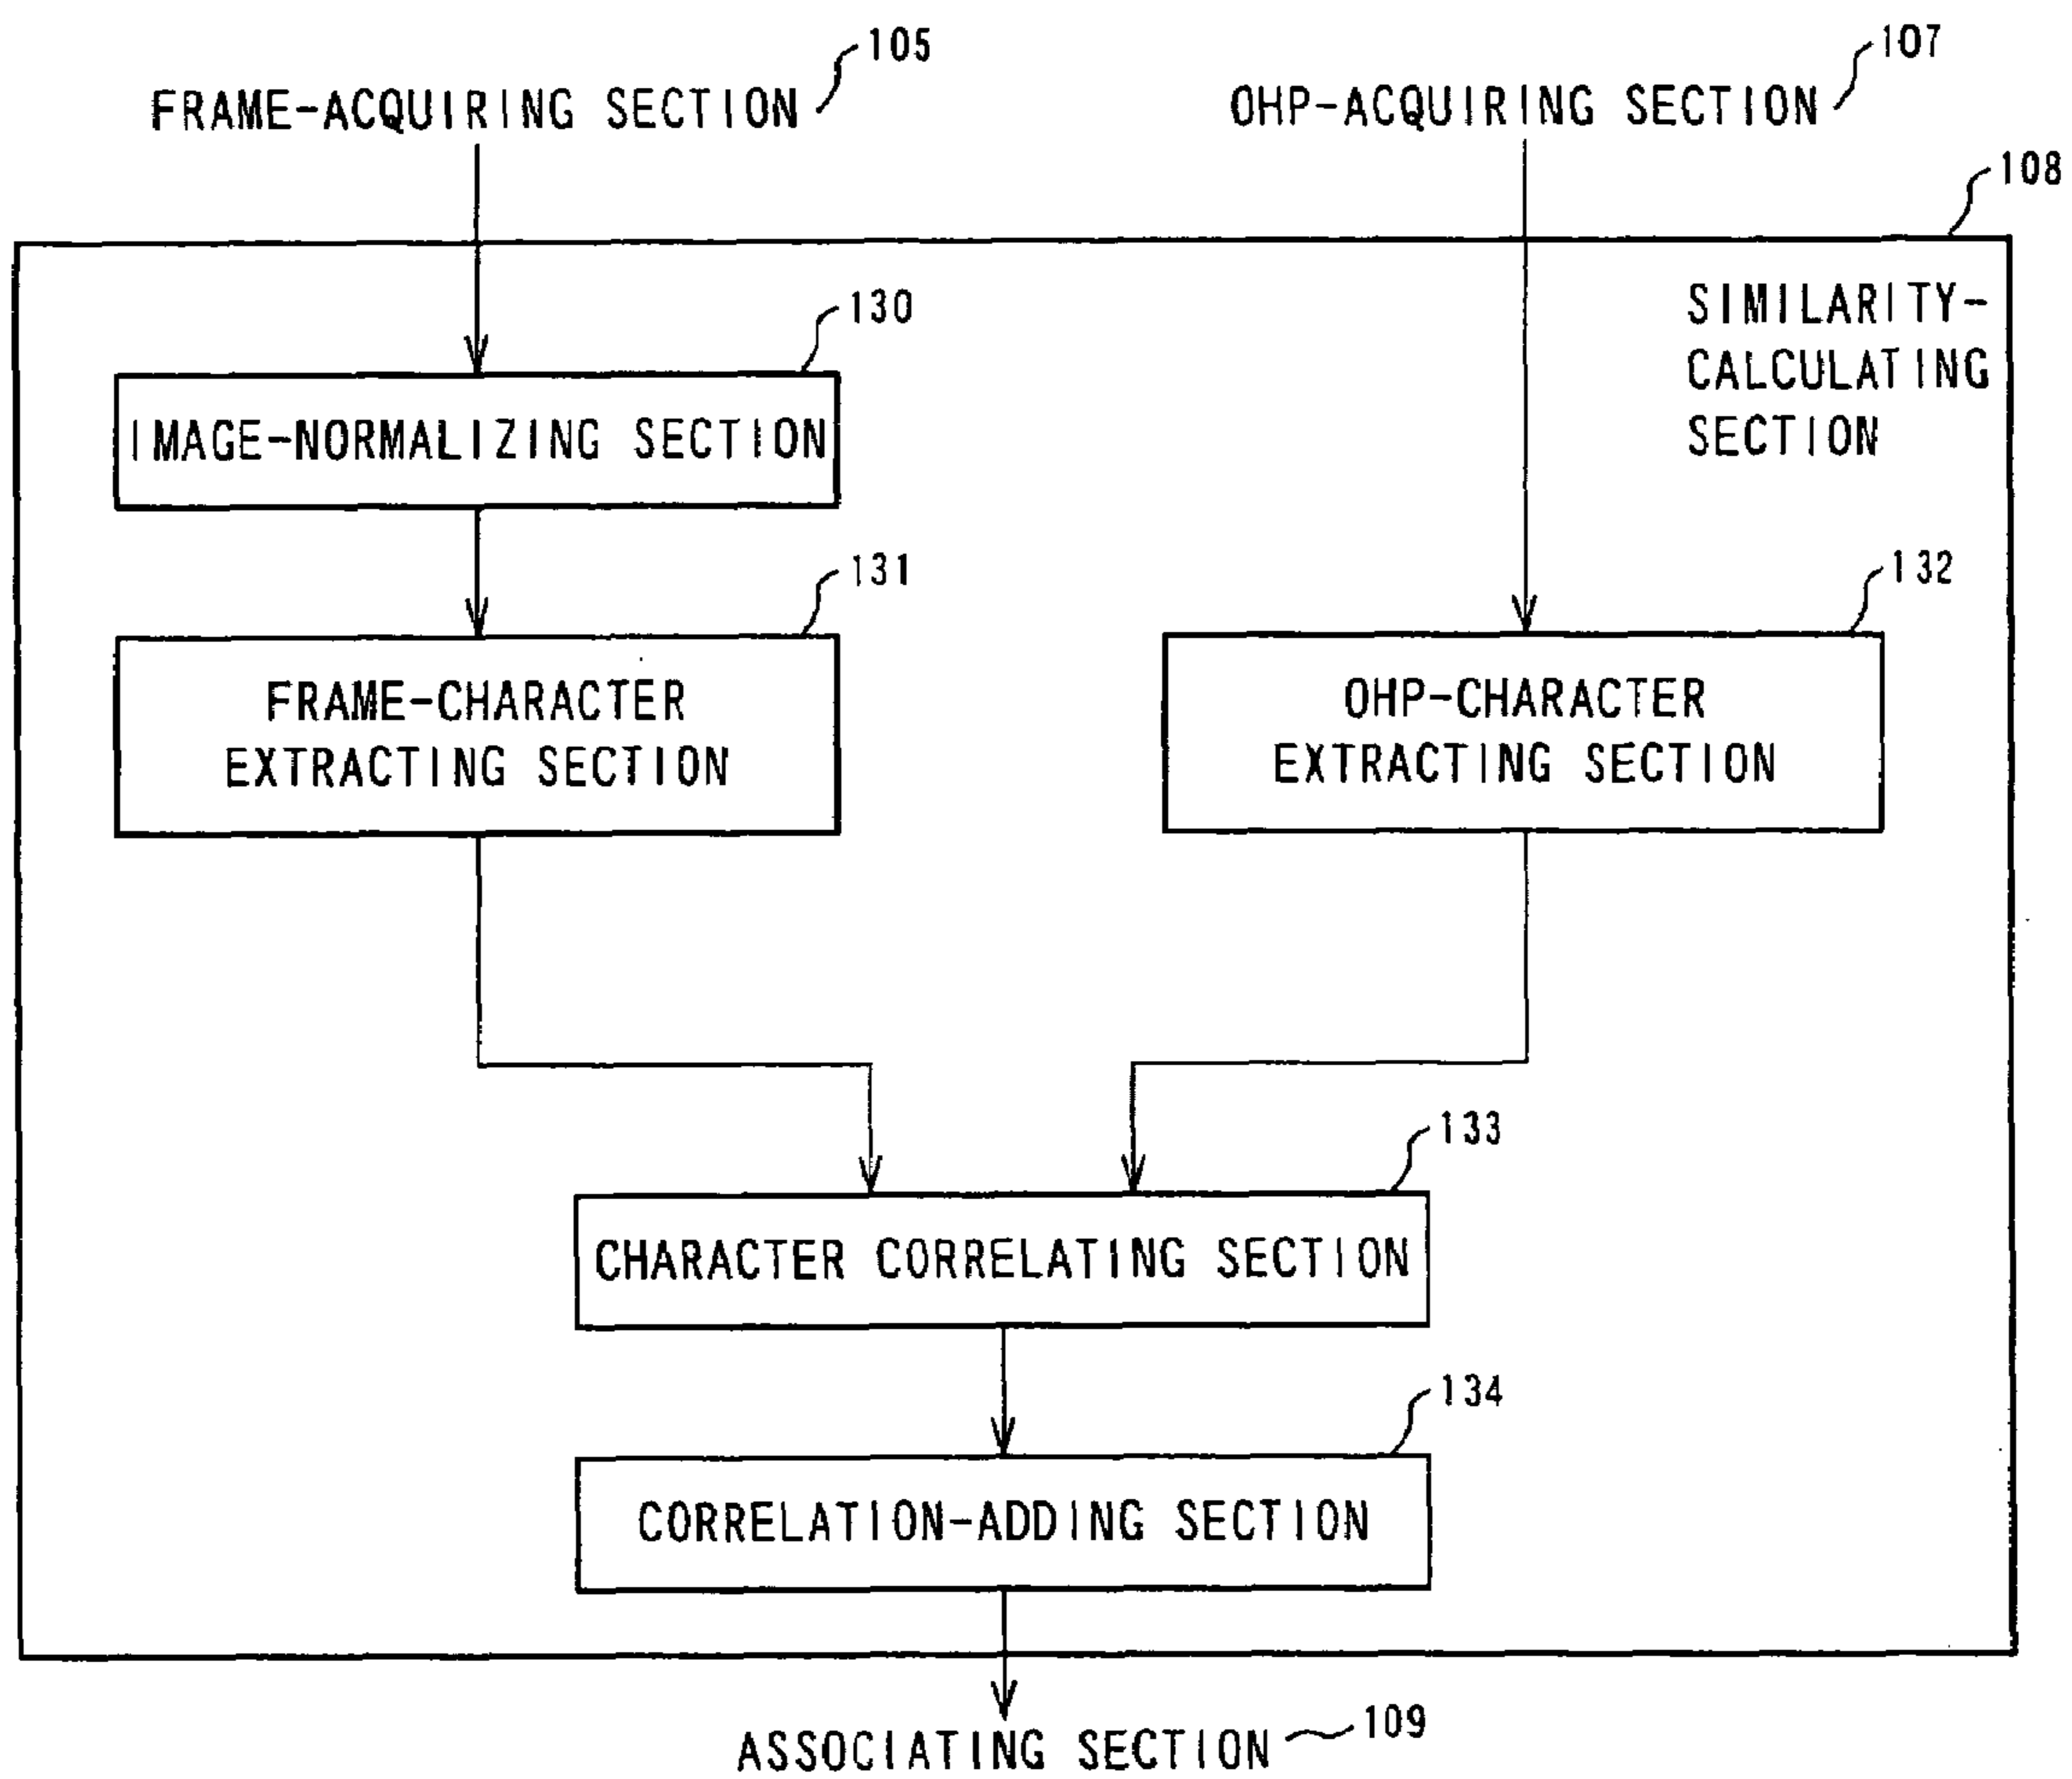 105
FRAME-ACQUIRING SECTION
107
OHP-ACQUIRING SECTION
108
SIMILARITY-
CALCULATING
SECTION
130
IMAGE-NORMALIZING SECTION
131
FRAME-CHARACTER
EXTRACTING SECTION
132
OHP-CHARACTER
EXTRACTING SECTION
133
CHARACTER CORRELATING SECTION
134
CORRELATION-ADDING SECTION
ASSOCIATING SECTION
109